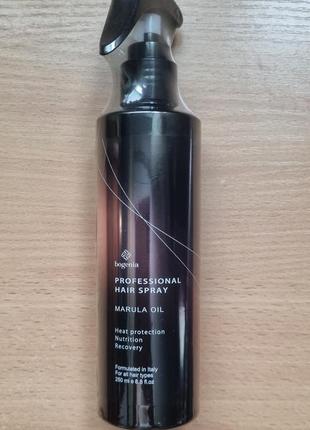 bogenia
PROFESSIONAL
HAIR SPRAY
MARULA OIL
Heat protection
Nutrition
Recovery
Formulated in Italy
For all hair types
250 ml e 8,8 fl.oz